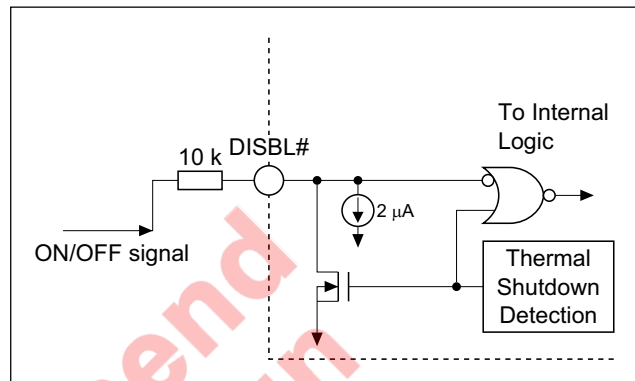 To Internal
Logic
DISBL#
10 k
2 μA
ON/OFF signal
Thermal
Shutdown
Detection